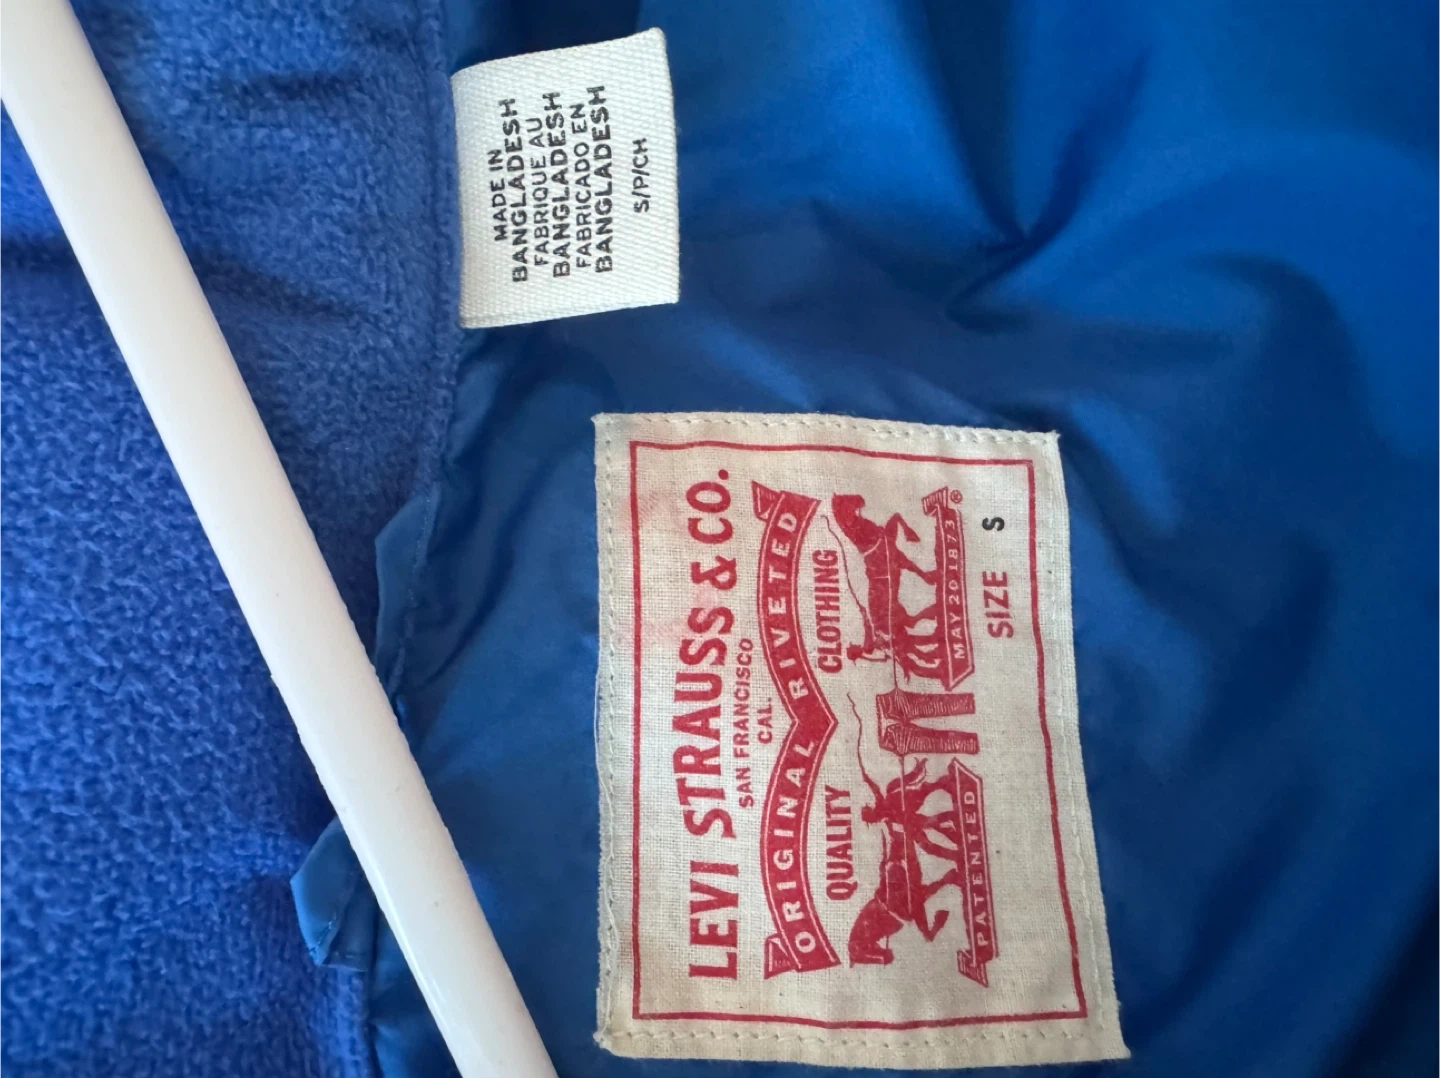 MADE IN
BANGLADESH
FABRIQUE AU
BANGLADESH
FABRICADO EN
BANGLADESH
S/P/CH
LEVI STRAUSS & CO.
SAN FRANCISCO
CAL.
ORIGINAL RIVETED
QUALITY CLOTHING
PATENTED MAY 20 1873 ®
SIZE S